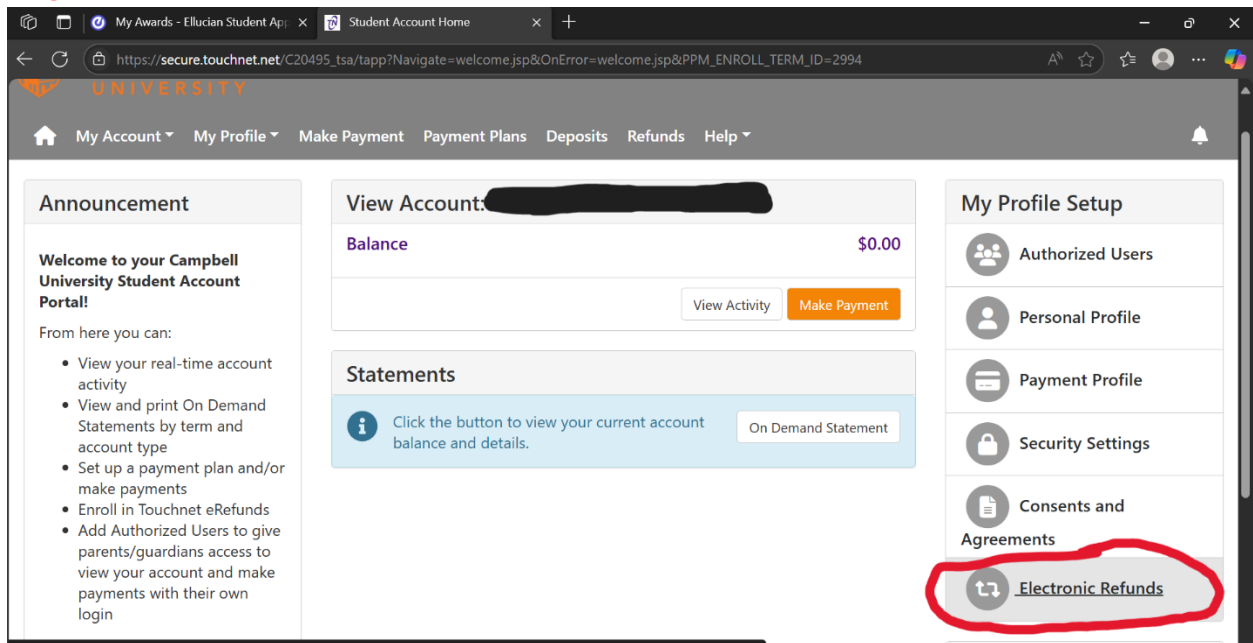 My Awards - Ellucian Student App
Student Account Home
https://secure.touchnet.net/C20495_tsa/tapp?Navigate=welcome.jsp&OnError=welcome.jsp&PPM_ENROLL_TERM_ID=2994
UNIVERSITY
My Account My Profile Make Payment Payment Plans Deposits Refunds Help
Announcement
Welcome to your Campbell
University Student Account
Portal!
From here you can:
• View your real-time account
activity
• View and print On Demand
Statements by term and
account type
• Set up a payment plan and/or
make payments
• Enroll in Touchnet eRefunds
• Add Authorized Users to give
parents/guardians access to
view your account and make
payments with their own
login
View Account:
Balance $0.00
View Activity Make Payment
Statements
Click the button to view your current account
balance and details.
On Demand Statement
My Profile Setup
Authorized Users
Personal Profile
Payment Profile
Security Settings
Consents and
Agreements
Electronic Refunds